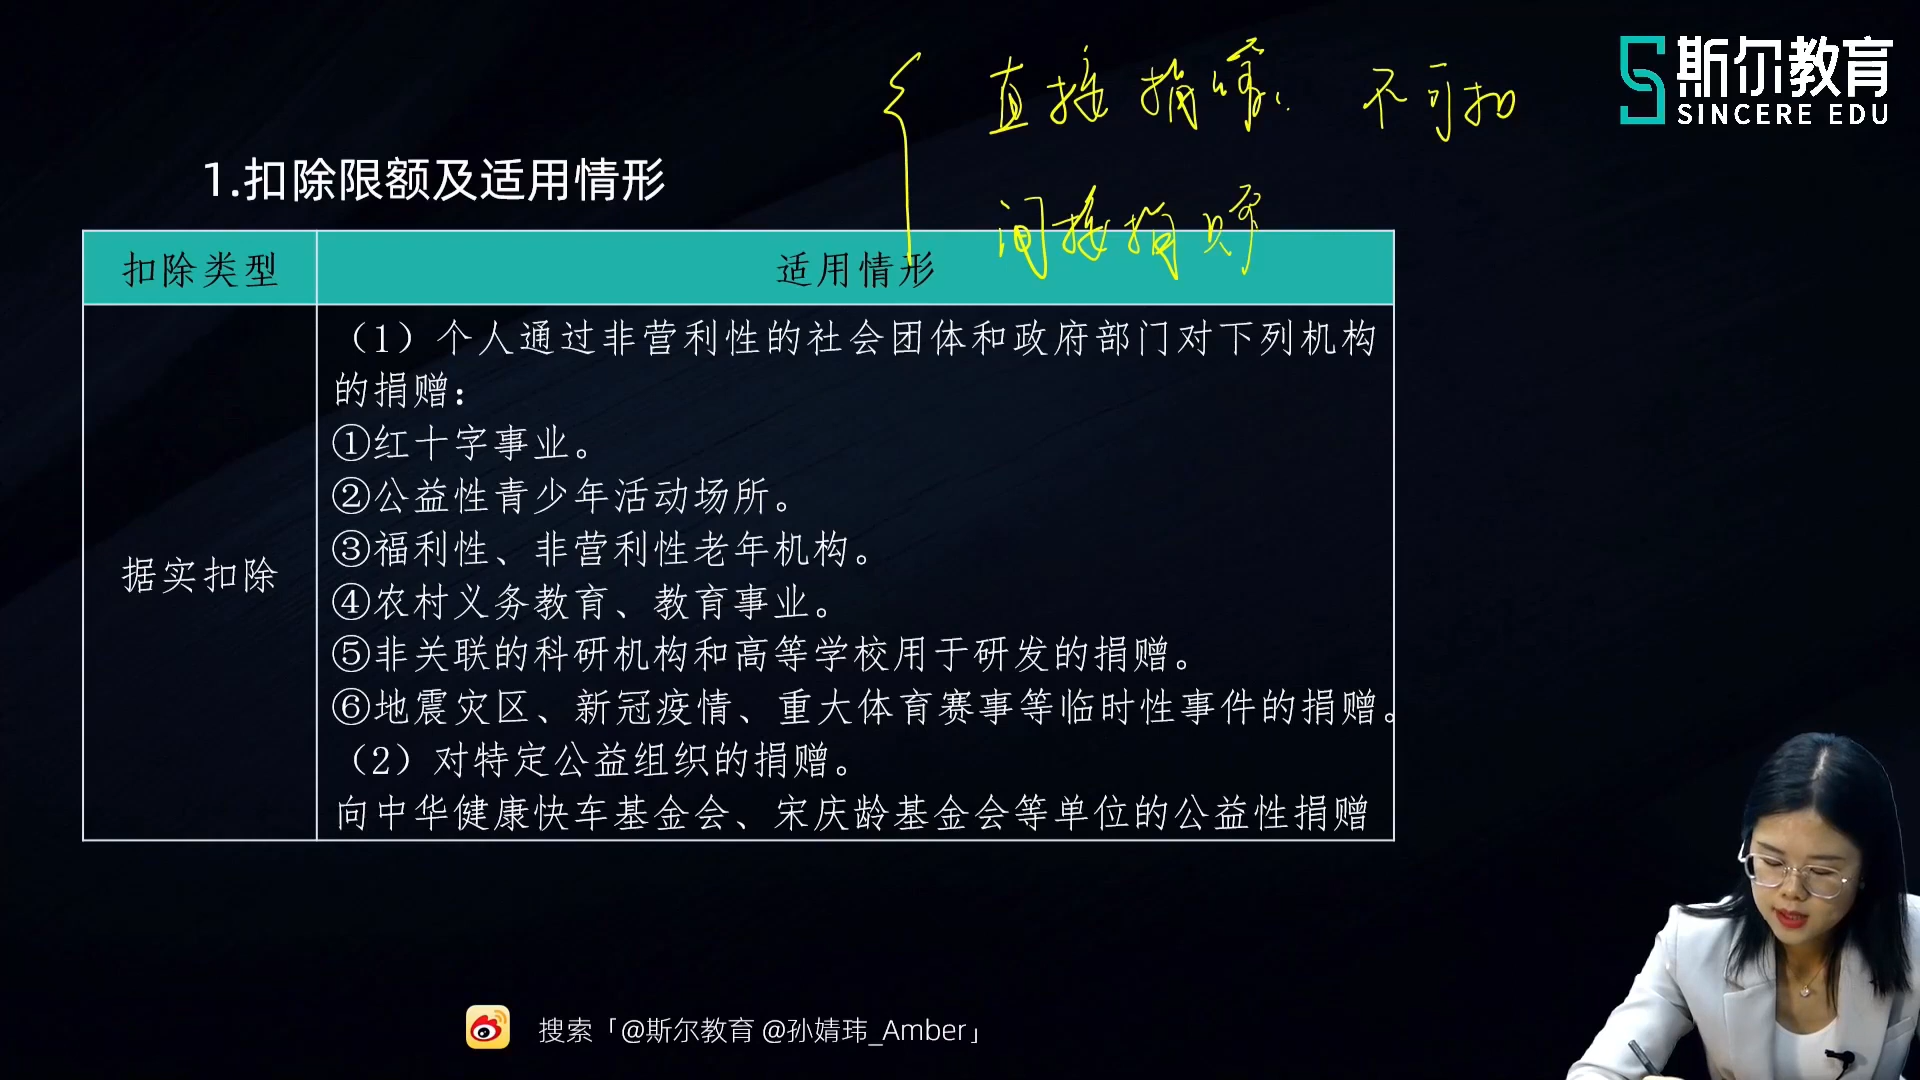 直接捐赠: 不可扣
间接捐赠
斯尔教育
SINCERE EDU
1.扣除限额及适用情形
扣除类型
适用情形
据实扣除
（1）个人通过非营利性的社会团体和政府部门对下列机构
的捐赠：
①红十字事业。
②公益性青少年活动场所。
③福利性、非营利性老年机构。
④农村义务教育、教育事业。
⑤非关联的科研机构和高等学校用于研发的捐赠。
⑥地震灾区、新冠疫情、重大体育赛事等临时性事件的捐赠。
（2）对特定公益组织的捐赠。
向中华健康快车基金会、宋庆龄基金会等单位的公益性捐赠
搜索「@斯尔教育 @孙婧玮_Amber」